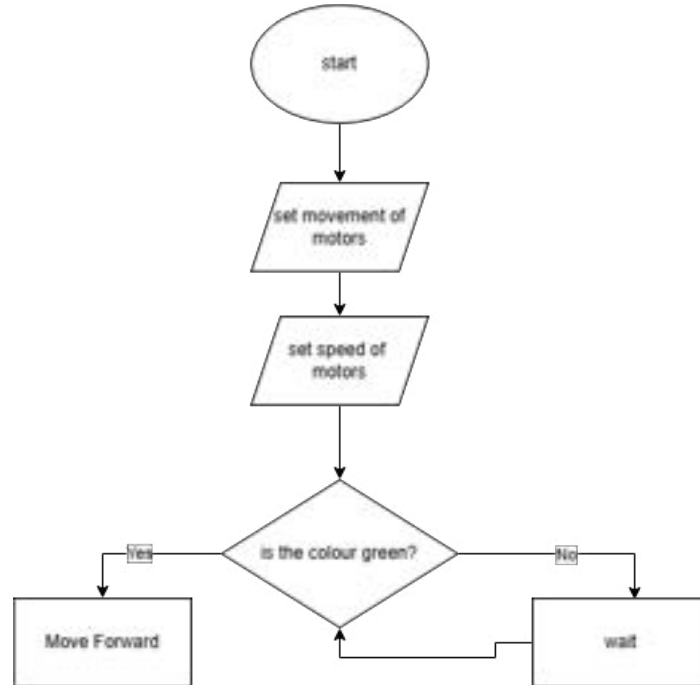 start
set movement of
motors
set speed of
motors
is the colour green?
Yes
No
Move Forward
wait